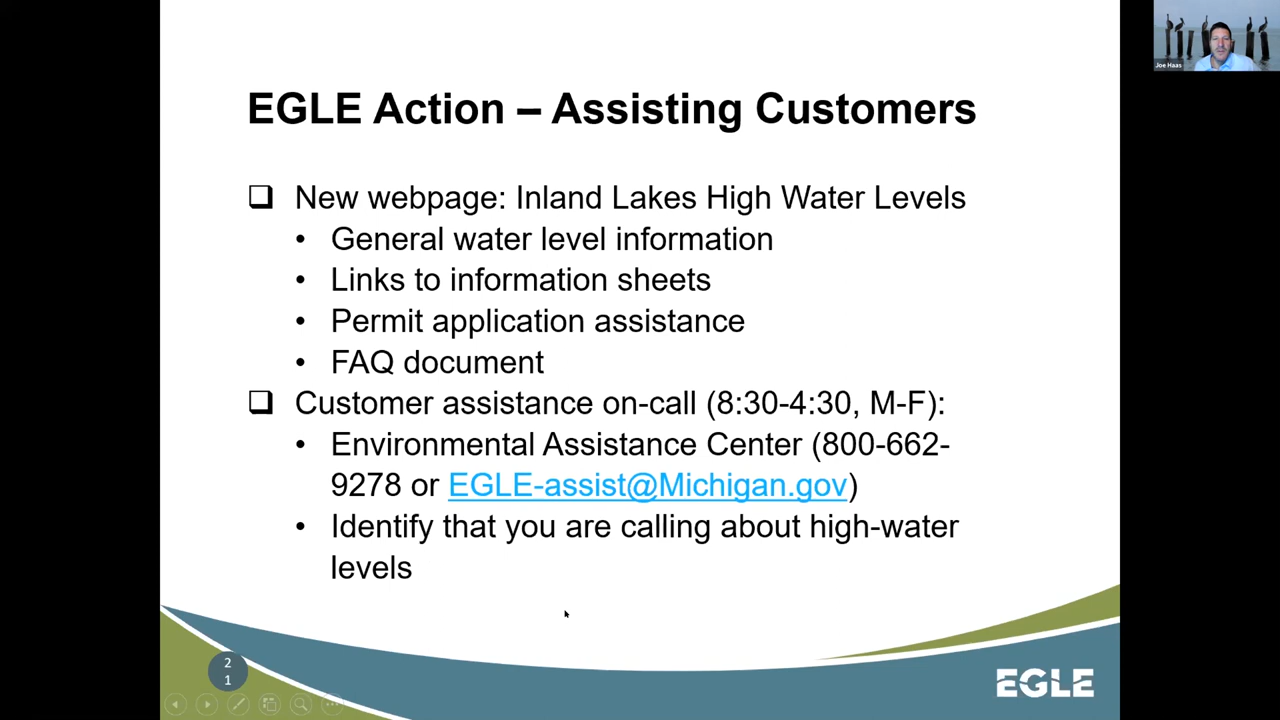 Joe Haas
EGLE Action – Assisting Customers
❑ New webpage: Inland Lakes High Water Levels
• General water level information
• Links to information sheets
• Permit application assistance
• FAQ document
❑ Customer assistance on-call (8:30-4:30, M-F):
• Environmental Assistance Center (800-662-
9278 or EGLE-assist@Michigan.gov)
• Identify that you are calling about high-water
levels
2
1
EGLE